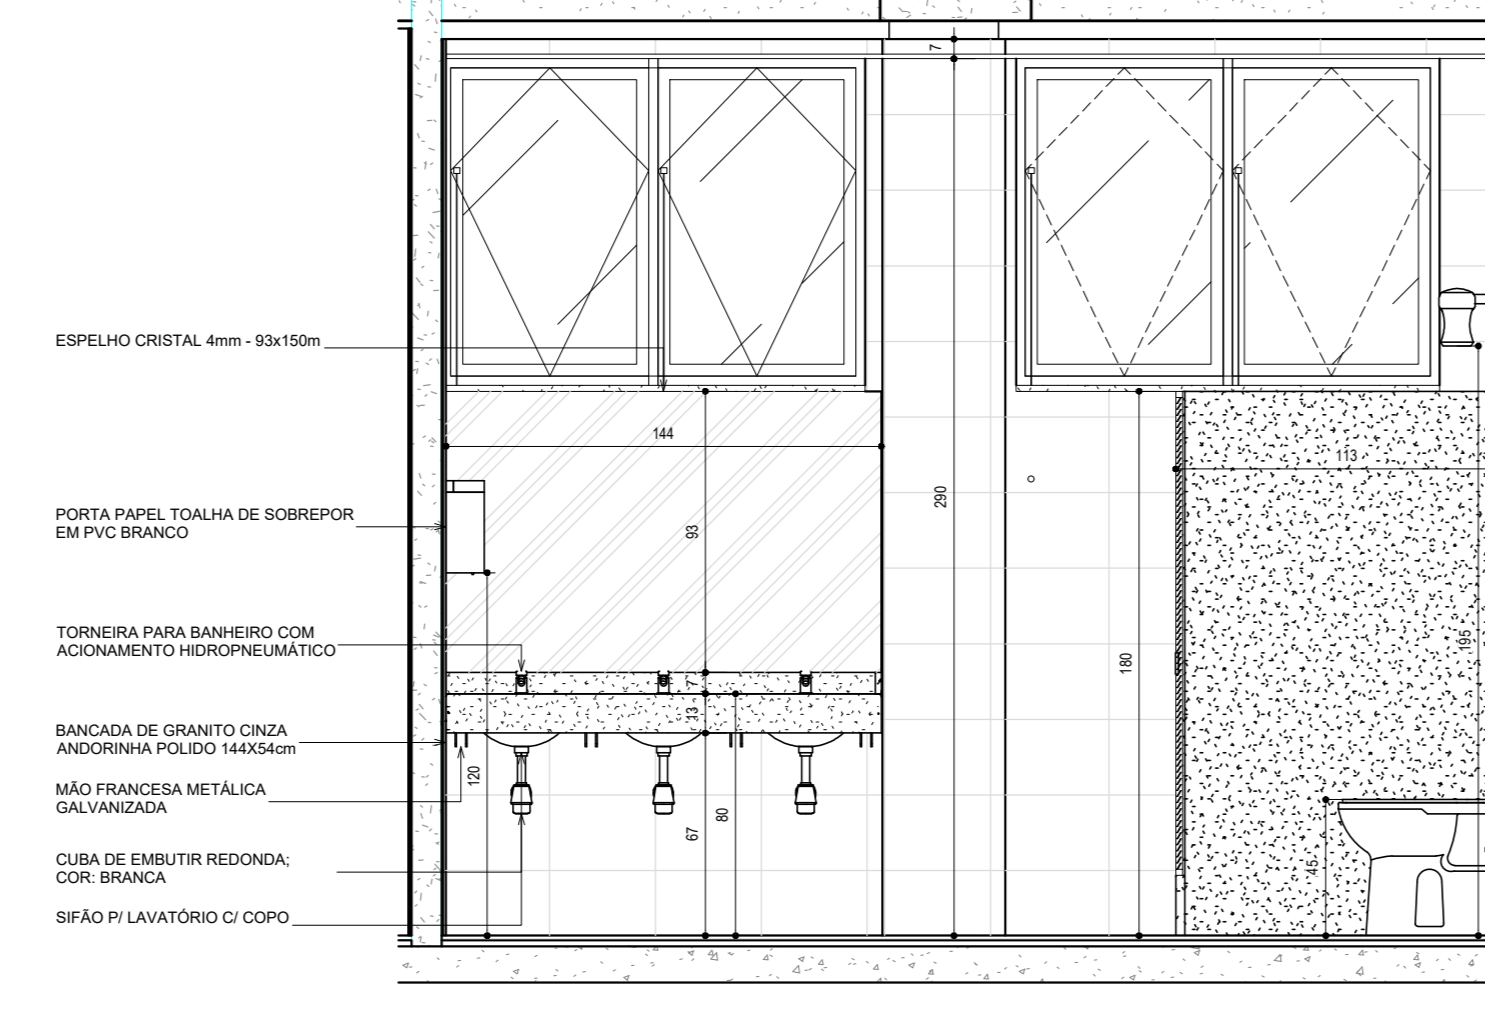 7
ESPELHO CRISTAL 4mm - 93x150m
144
113
290
93
PORTA PAPEL TOALHA DE SOBREPOR
EM PVC BRANCO
TORNEIRA PARA BANHEIRO COM
ACIONAMENTO HIDROPNEUMÁTICO
195
180
7
13
BANCADA DE GRANITO CINZA
ANDORINHA POLIDO 144X54cm
120
MÃO FRANCESA METÁLICA
GALVANIZADA
80
67
CUBA DE EMBUTIR REDONDA;
COR: BRANCA
45
SIFÃO P/ LAVATÓRIO C/ COPO